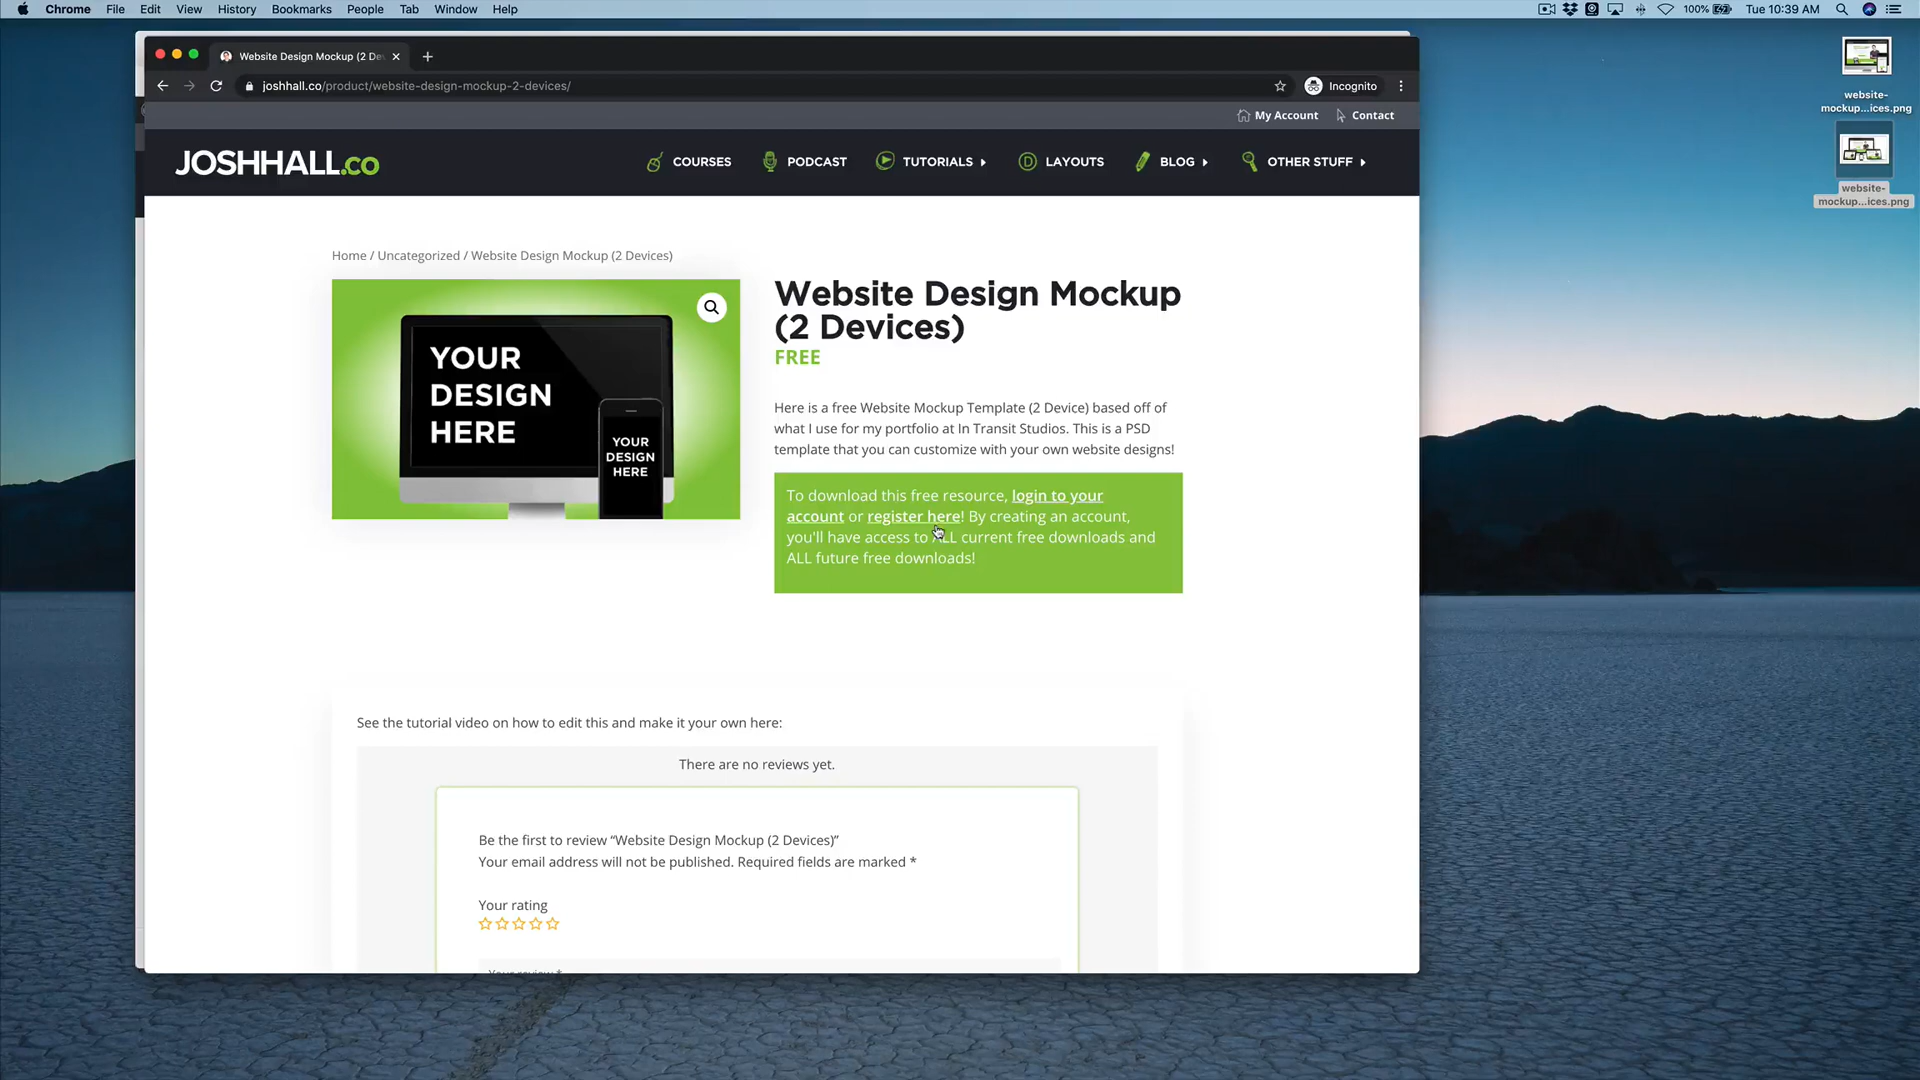 Chrome File Edit View History Bookmarks People Tab Window Help
100% Tue 10:39 AM
Website Design Mockup (2 De
joshhall.co/product/website-design-mockup-2-devices/
Incognito
My Account Contact
JOSHHALL.co
COURSES PODCAST TUTORIALS LAYOUTS BLOG OTHER STUFF
website-
mockup...ices.png
website-
mockup...ices.png
Home / Uncategorized / Website Design Mockup (2 Devices)
YOUR
DESIGN
HERE
YOUR
DESIGN
HERE
Website Design Mockup
(2 Devices)
FREE
Here is a free Website Mockup Template (2 Device) based off of
what I use for my portfolio at In Transit Studios. This is a PSD
template that you can customize with your own website designs!
To download this free resource, login to your
account or register here! By creating an account,
you'll have access to ALL current free downloads and
ALL future free downloads!
See the tutorial video on how to edit this and make it your own here:
There are no reviews yet.
Be the first to review “Website Design Mockup (2 Devices)”
Your email address will not be published. Required fields are marked *
Your rating
Your review *